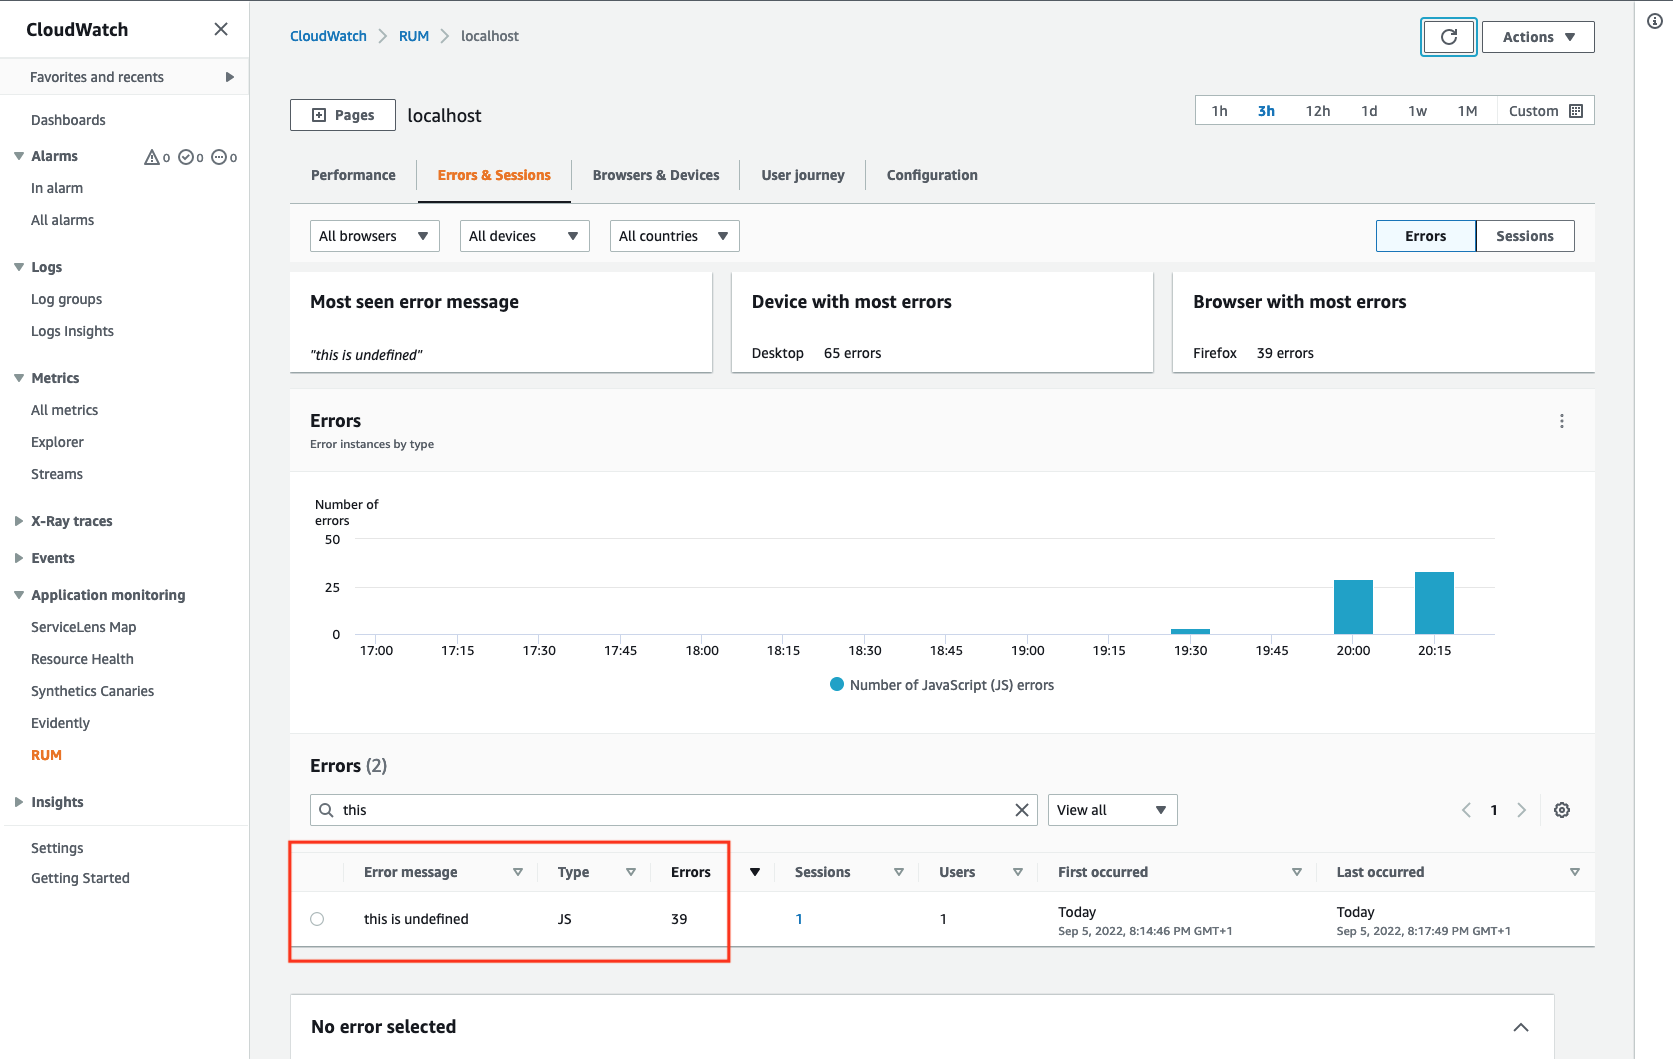 CloudWatch
Favorites and recents
Dashboards
Alarms 0 0 0
In alarm
All alarms
Logs
Log groups
Logs Insights
Metrics
All metrics
Explorer
Streams
X-Ray traces
Events
Application monitoring
ServiceLens Map
Resource Health
Synthetics Canaries
Evidently
RUM
Insights
Settings
Getting Started
CloudWatch RUM localhost
Actions
Pages localhost
1h 3h 12h 1d 1w 1M Custom
Performance Errors & Sessions Browsers & Devices User journey Configuration
All browsers All devices All countries Errors Sessions
Most seen error message
"this is undefined"
Device with most errors
Desktop 65 errors
Browser with most errors
Firefox 39 errors
Errors
Error instances by type
Number of
errors
50
25
0
17:00 17:15 17:30 17:45 18:00 18:15 18:30 18:45 19:00 19:15 19:30 19:45 20:00 20:15
Number of JavaScript (JS) errors
Errors (2)
this View all 1
Error message Type Errors Sessions Users First occurred Last occurred
this is undefined JS 39 1 1 Today Today
Sep 5, 2022, 8:14:46 PM GMT+1 Sep 5, 2022, 8:17:49 PM GMT+1
No error selected